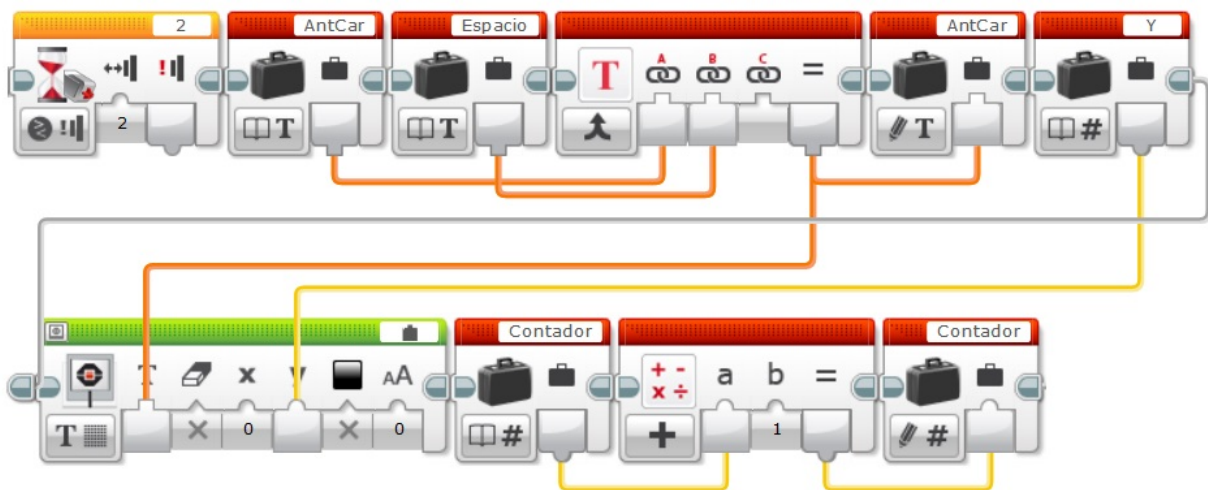 2 AntCar Espacio AntCar Y
T A B C =
2 T T T #
T x y AA Contador a b = Contador
T 0 0 # 1 #